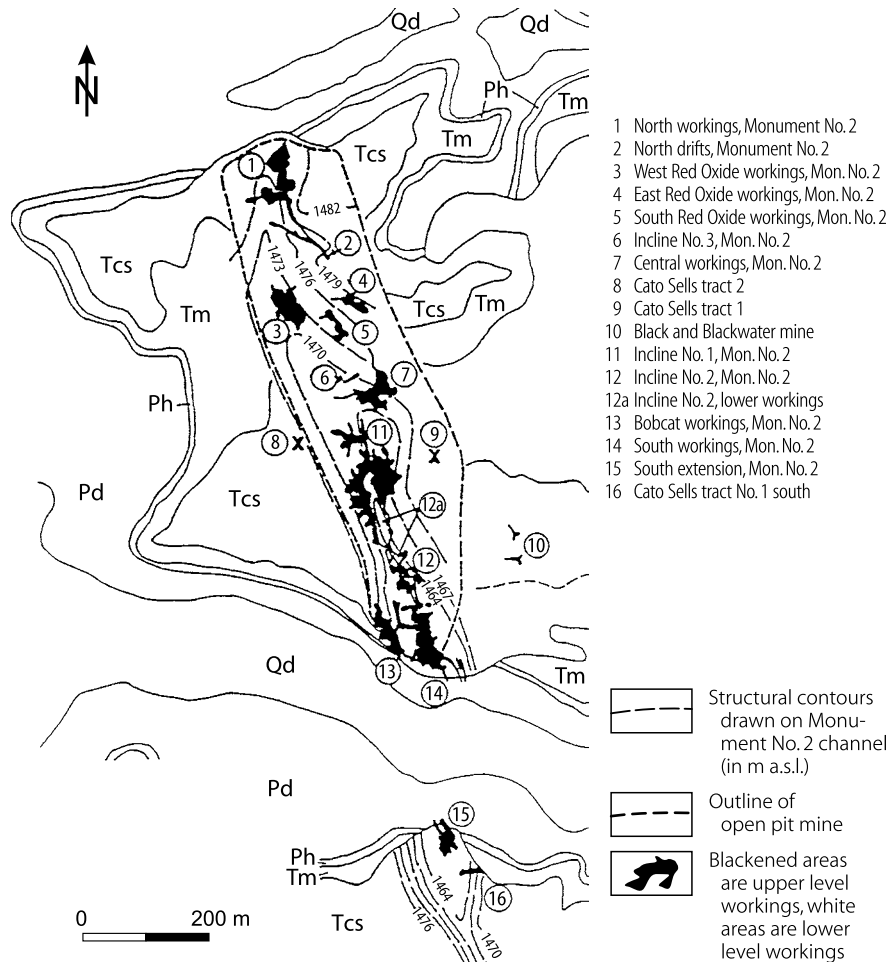 Qd
Qd
N
Ph
Tm
Tcs
Tm
1
1482
2
Tcs
1473
1476
1479
4
Tcs
Tm
Tm
3
5
1470
6
7
Ph
8
11
9
Pd
Tcs
12a
10
12
1467
1464
Qd
13
Tm
14
Pd
15
Ph
Tm
1464
16
Tcs
1476
1470
0 200 m
1 North workings, Monument No. 2
2 North drifts, Monument No. 2
3 West Red Oxide workings, Mon. No. 2
4 East Red Oxide workings, Mon. No. 2
5 South Red Oxide workings, Mon. No. 2
6 Incline No. 3, Mon. No. 2
7 Central workings, Mon. No. 2
8 Cato Sells tract 2
9 Cato Sells tract 1
10 Black and Blackwater mine
11 Incline No. 1, Mon. No. 2
12 Incline No. 2, Mon. No. 2
12a Incline No. 2, lower workings
13 Bobcat workings, Mon. No. 2
14 South workings, Mon. No. 2
15 South extension, Mon. No. 2
16 Cato Sells tract No. 1 south
Structural contours
drawn on Monu-
ment No. 2 channel
(in m a.s.l.)
Outline of
open pit mine
Blackened areas
are upper level
workings, white
areas are lower
level workings